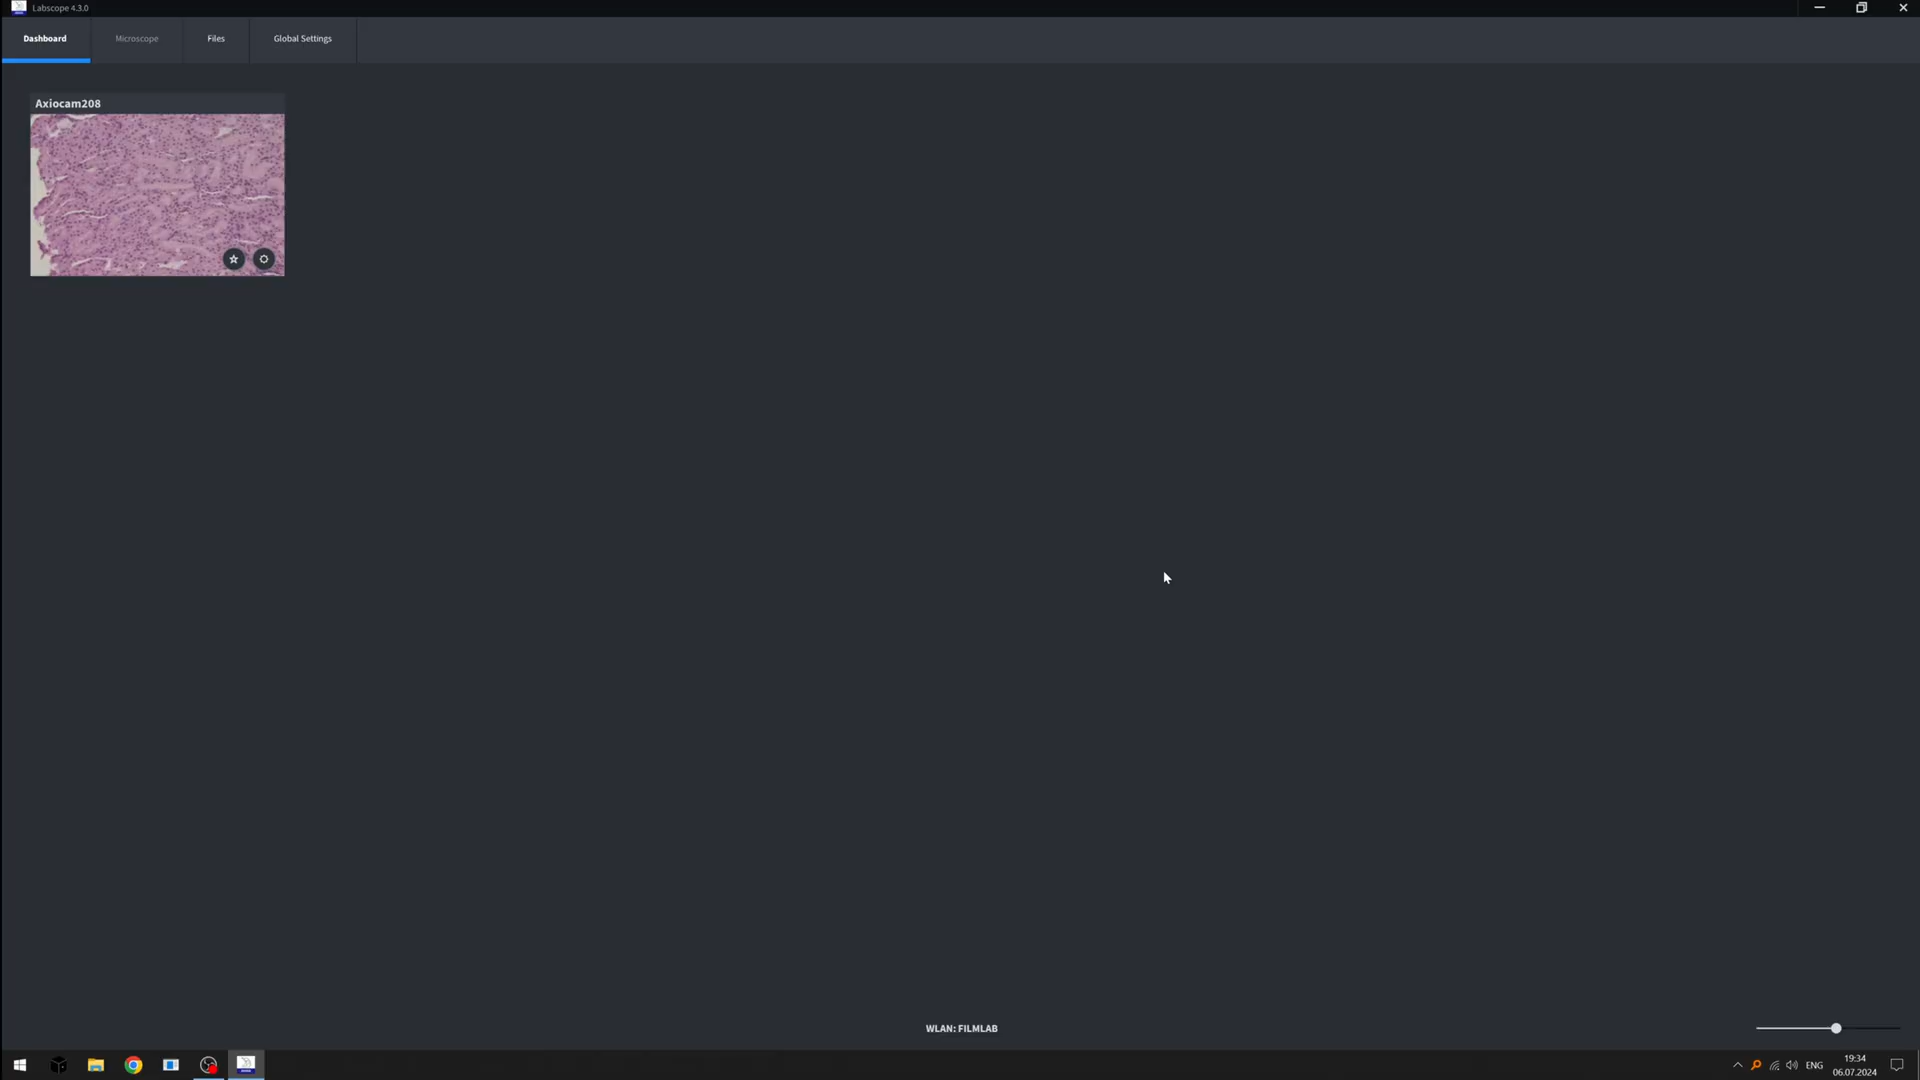 Labscope 4.3.0
Dashboard
Microscope
Files
Global Settings
Axiocam208
WLAN: FILMLAB
ENG
19:34
06.07.2024